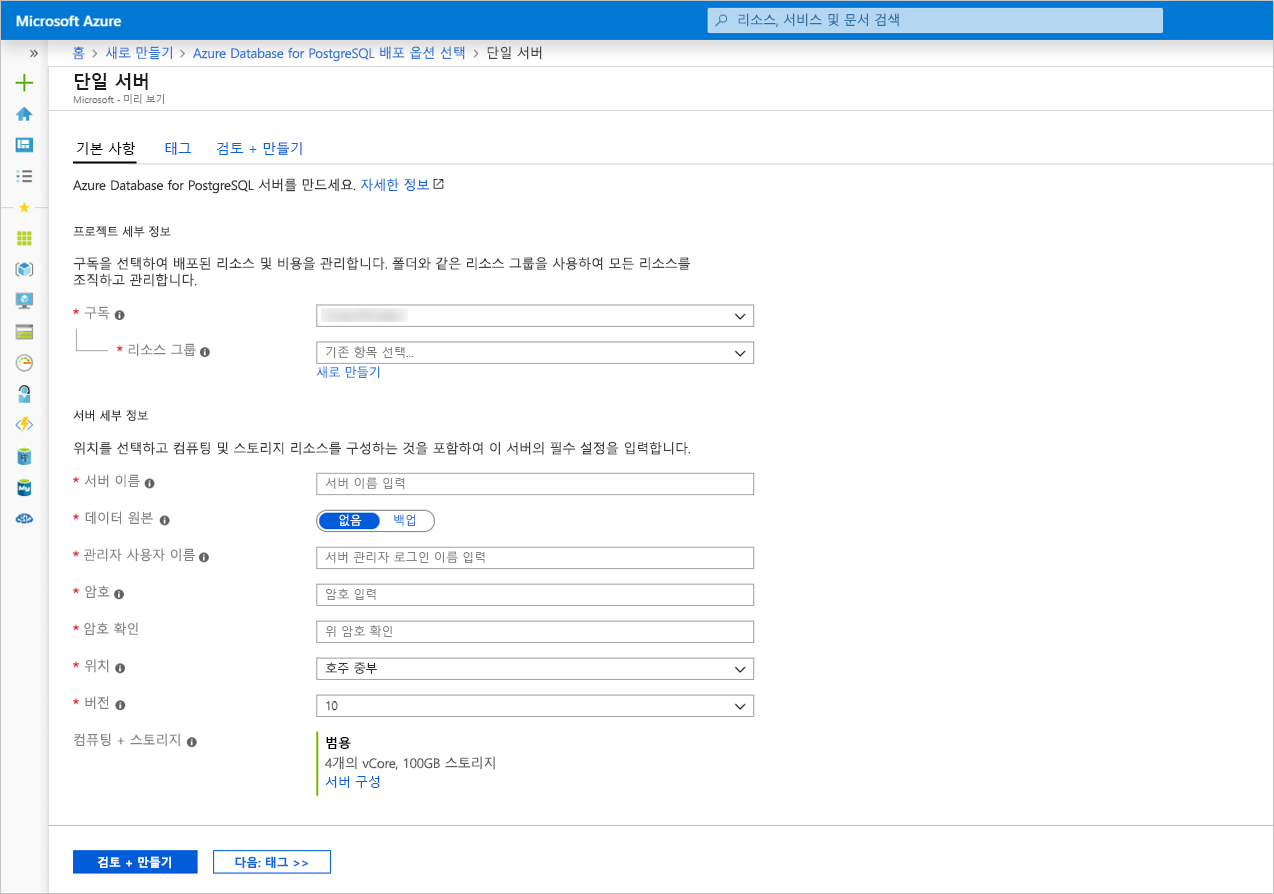 Microsoft Azure
리소스, 서비스 및 문서 검색
» 홈 > 새로 만들기 > Azure Database for PostgreSQL 배포 옵션 선택 > 단일 서버
단일 서버
Microsoft - 미리 보기
기본 사항 태그 검토 + 만들기
Azure Database for PostgreSQL 서버를 만드세요. 자세한 정보
프로젝트 세부 정보
구독을 선택하여 배포된 리소스 및 비용을 관리합니다. 폴더와 같은 리소스 그룹을 사용하여 모든 리소스를
조직하고 관리합니다.
* 구독
* 리소스 그룹 기존 항목 선택...
새로 만들기
서버 세부 정보
위치를 선택하고 컴퓨팅 및 스토리지 리소스를 구성하는 것을 포함하여 이 서버의 필수 설정을 입력합니다.
* 서버 이름 서버 이름 입력
* 데이터 원본 없음 백업
* 관리자 사용자 이름 서버 관리자 로그인 이름 입력
* 암호 암호 입력
* 암호 확인 위 암호 확인
* 위치 호주 중부
* 버전 10
컴퓨팅 + 스토리지 범용
4개의 vCore, 100GB 스토리지
서버 구성
검토 + 만들기 다음: 태그 >>